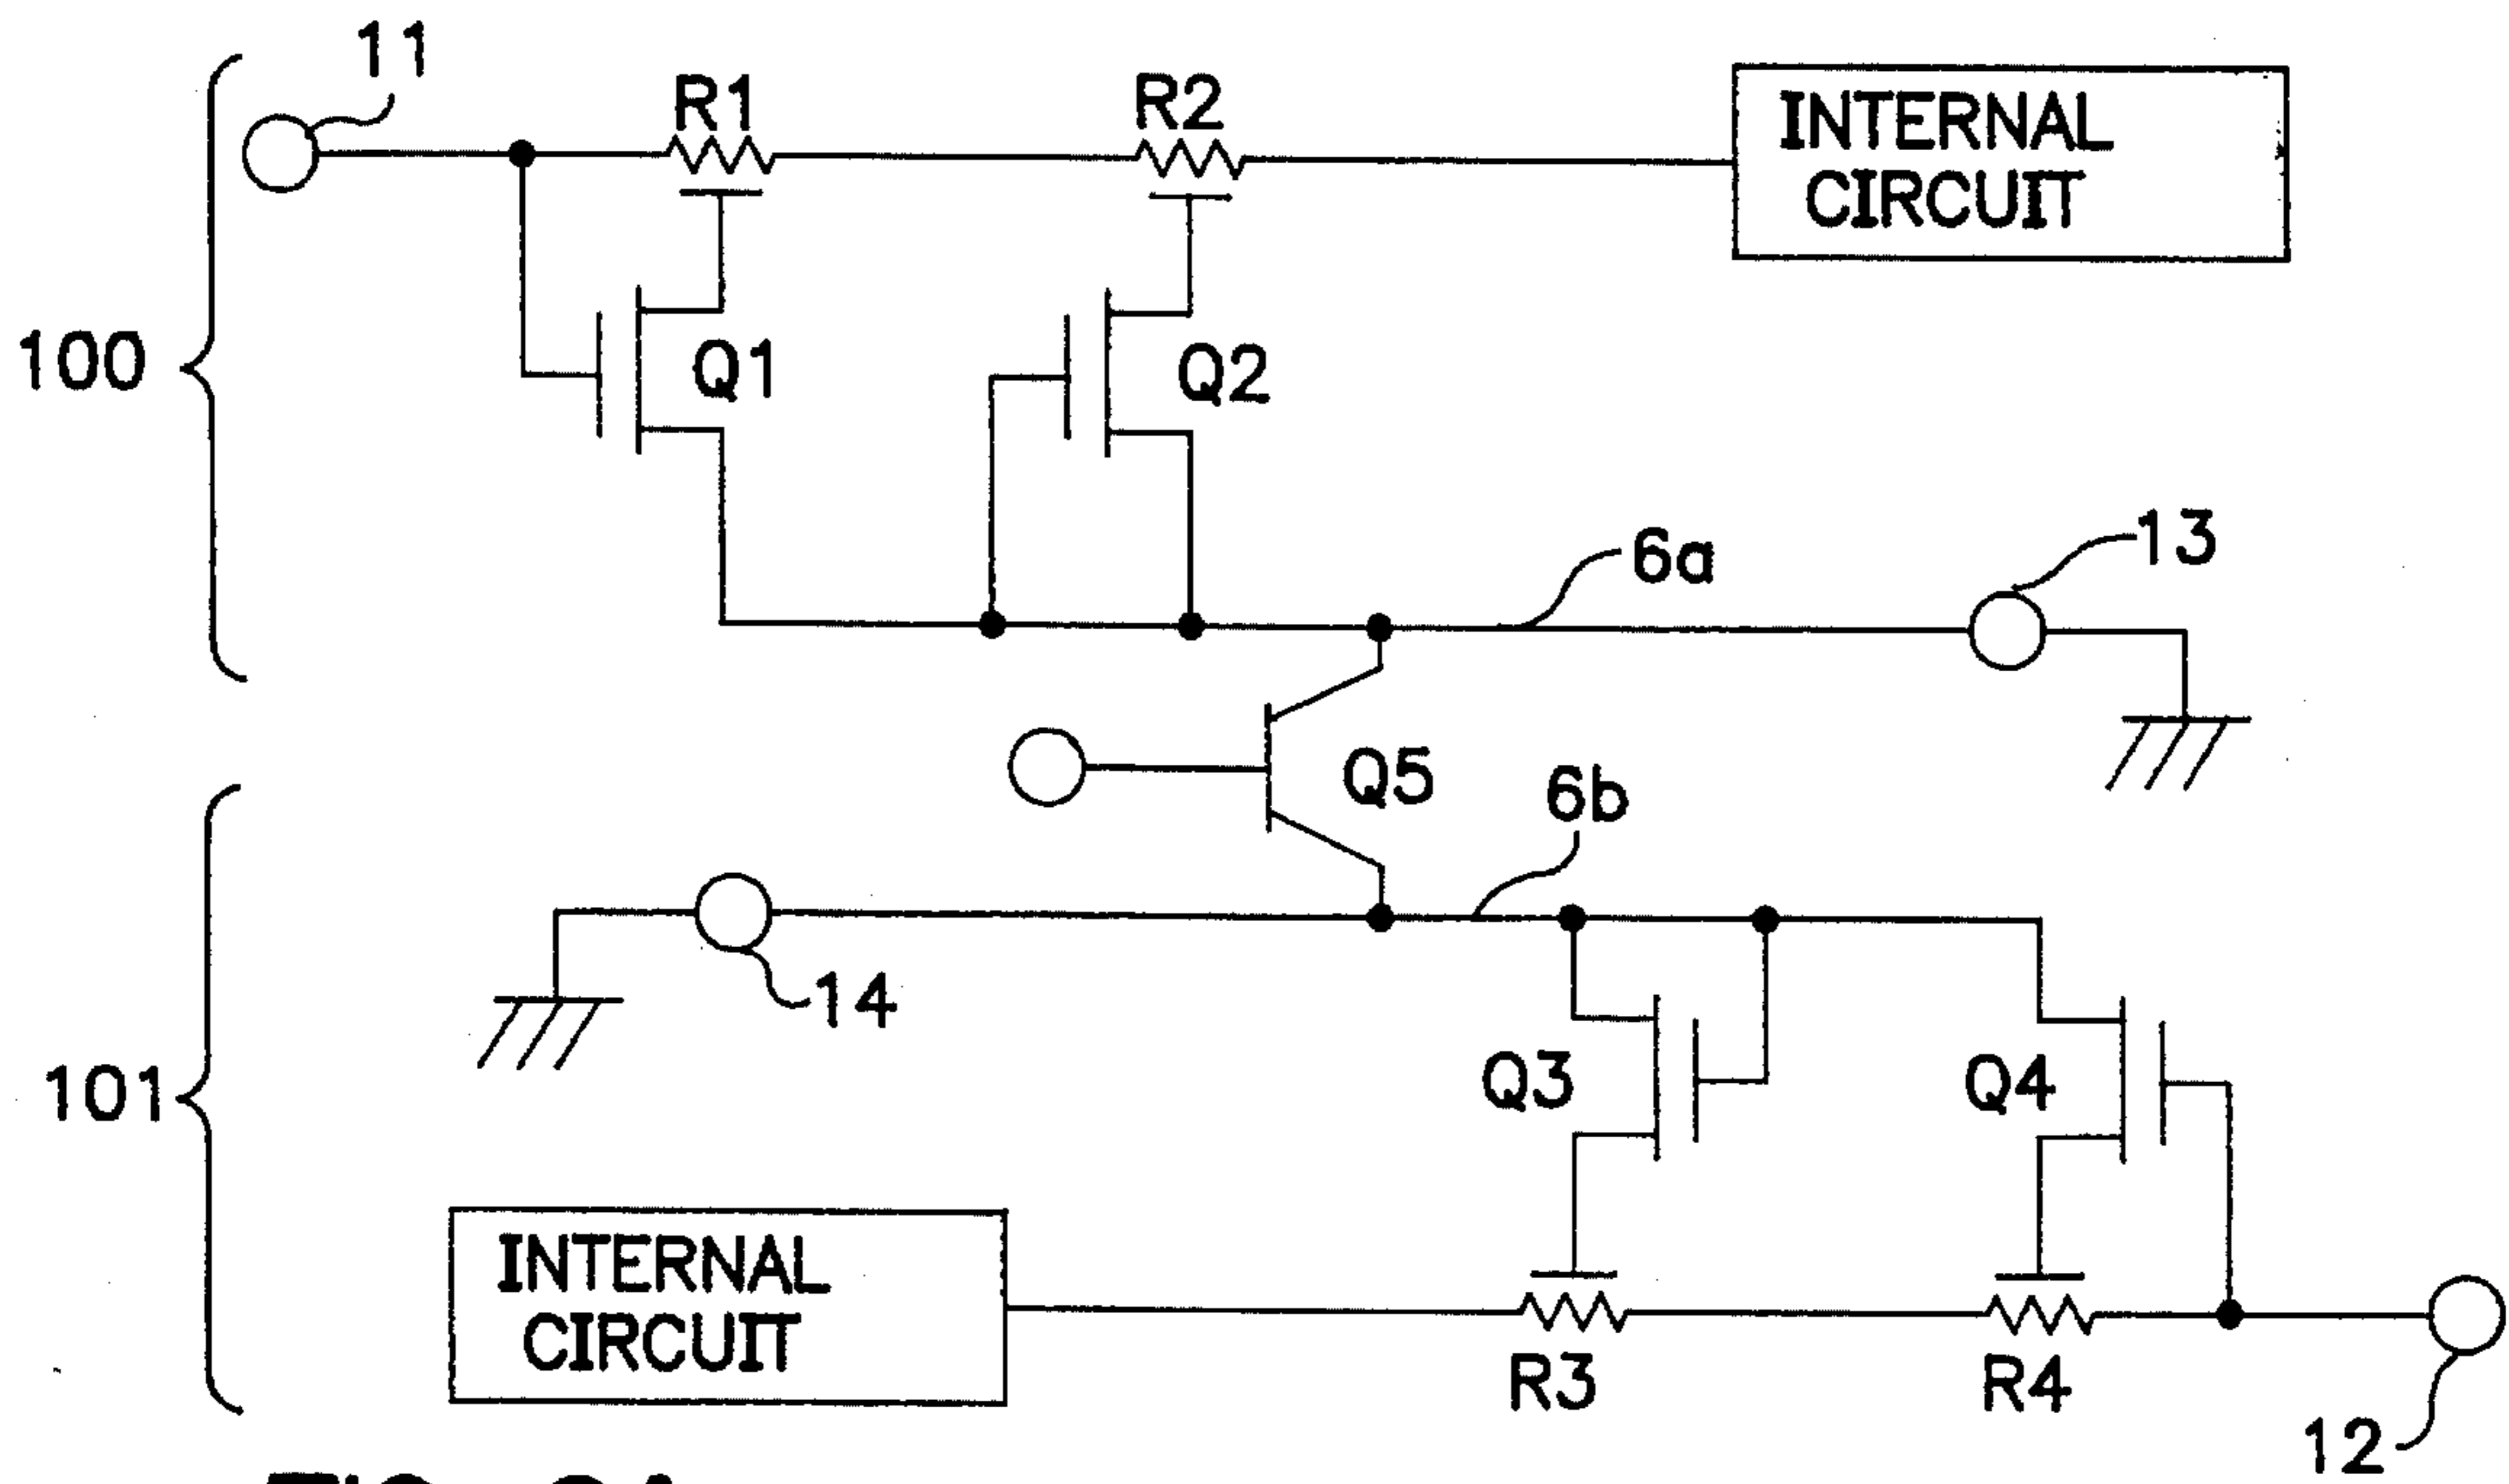 11
R1
R2
INTERNAL
CIRCUIT
100
Q1
Q2
6a
13
Q5
6b
14
101
Q3
Q4
INTERNAL
CIRCUIT
R3
R4
12